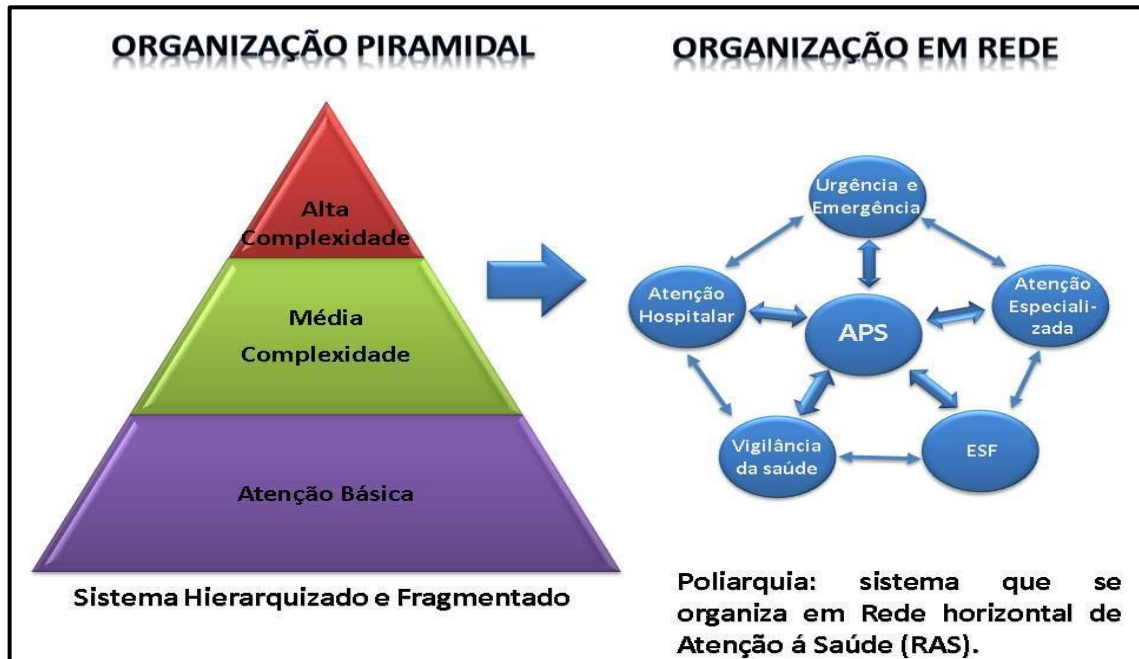 ORGANIZAÇÃO PIRAMIDAL
Alta
Complexidade
Média
Complexidade
Atenção Básica
Sistema Hierarquizado e Fragmentado
ORGANIZAÇÃO EM REDE
Urgência e
Emergência
Atenção
Hospitalar
Atenção
Especiali-
zada
APS
Vigilância
da saúde
ESF
Poliarquia: sistema que se
organiza em Rede horizontal de
Atenção á Saúde (RAS).